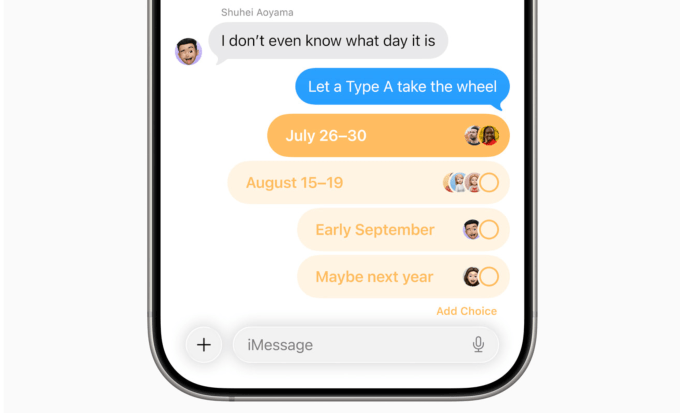 Shuhei Aoyama
I don’t even know what day it is
Let a Type A take the wheel
July 26–30
August 15–19
Early September
Maybe next year
Add Choice
iMessage